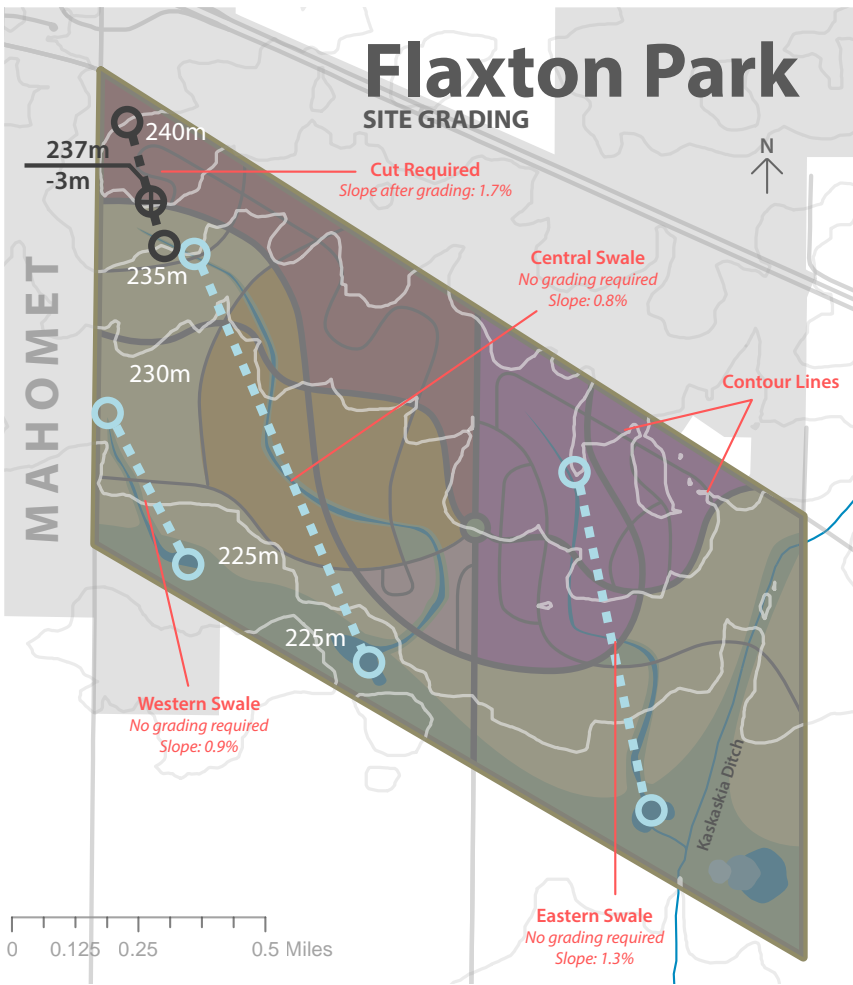 Flaxton Park
SITE GRADING
N
240m
237m
-3m
Cut Required
Slope after grading: 1.7%
235m
Central Swale
No grading required
Slope: 0.8%
MAHOMET
230m
Contour Lines
225m
225m
Western Swale
No grading required
Slope: 0.9%
Kaskaskia Ditch
Eastern Swale
No grading required
Slope: 1.3%
0 0.125 0.25 0.5 Miles